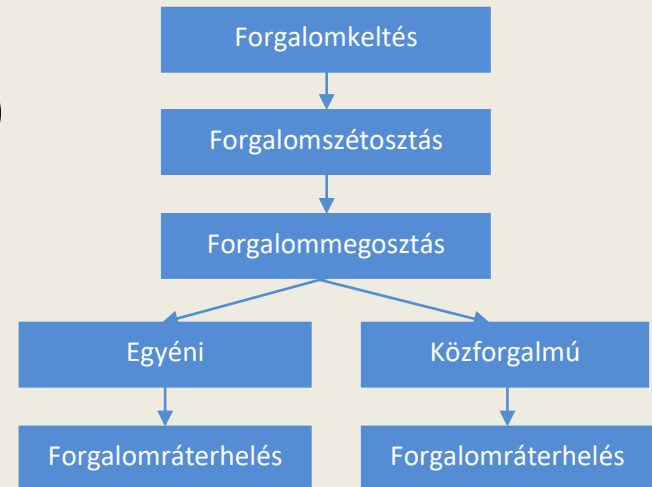 Forgalomkeltés
Forgalomszétosztás
Forgalommegosztás
Egyéni
Közforgalmú
Forgalomráterhelés
Forgalomráterhelés